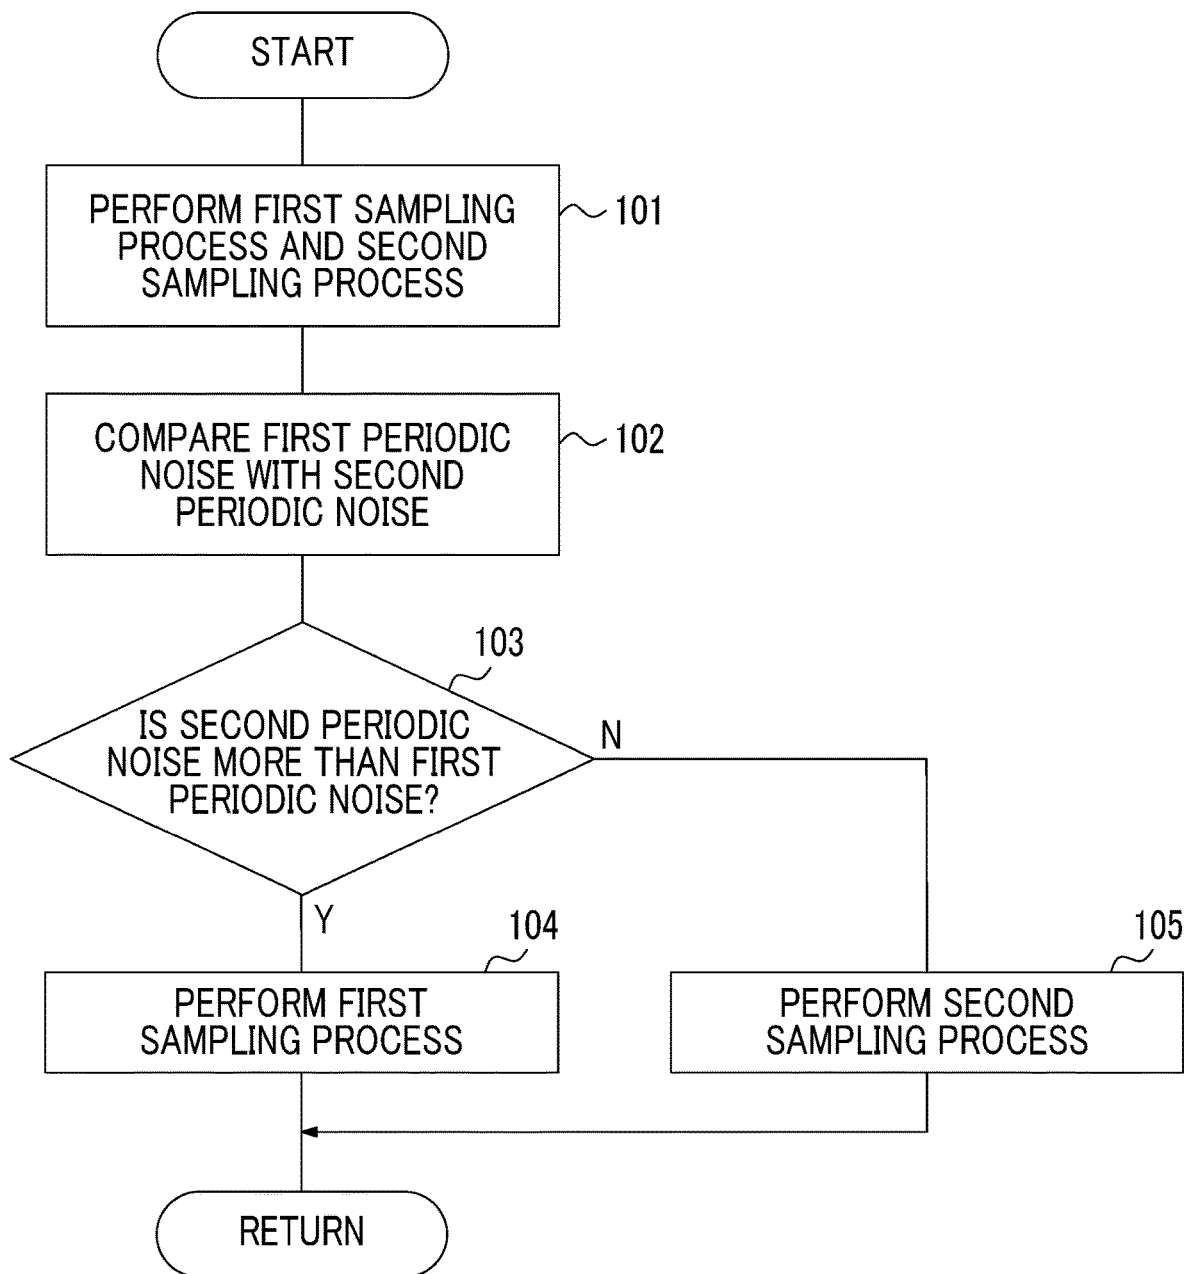 START
PERFORM FIRST SAMPLING
PROCESS AND SECOND
SAMPLING PROCESS
101
COMPARE FIRST PERIODIC
NOISE WITH SECOND
PERIODIC NOISE
102
103
IS SECOND PERIODIC
NOISE MORE THAN FIRST
PERIODIC NOISE?
N
Y
104
PERFORM FIRST
SAMPLING PROCESS
105
PERFORM SECOND
SAMPLING PROCESS
RETURN